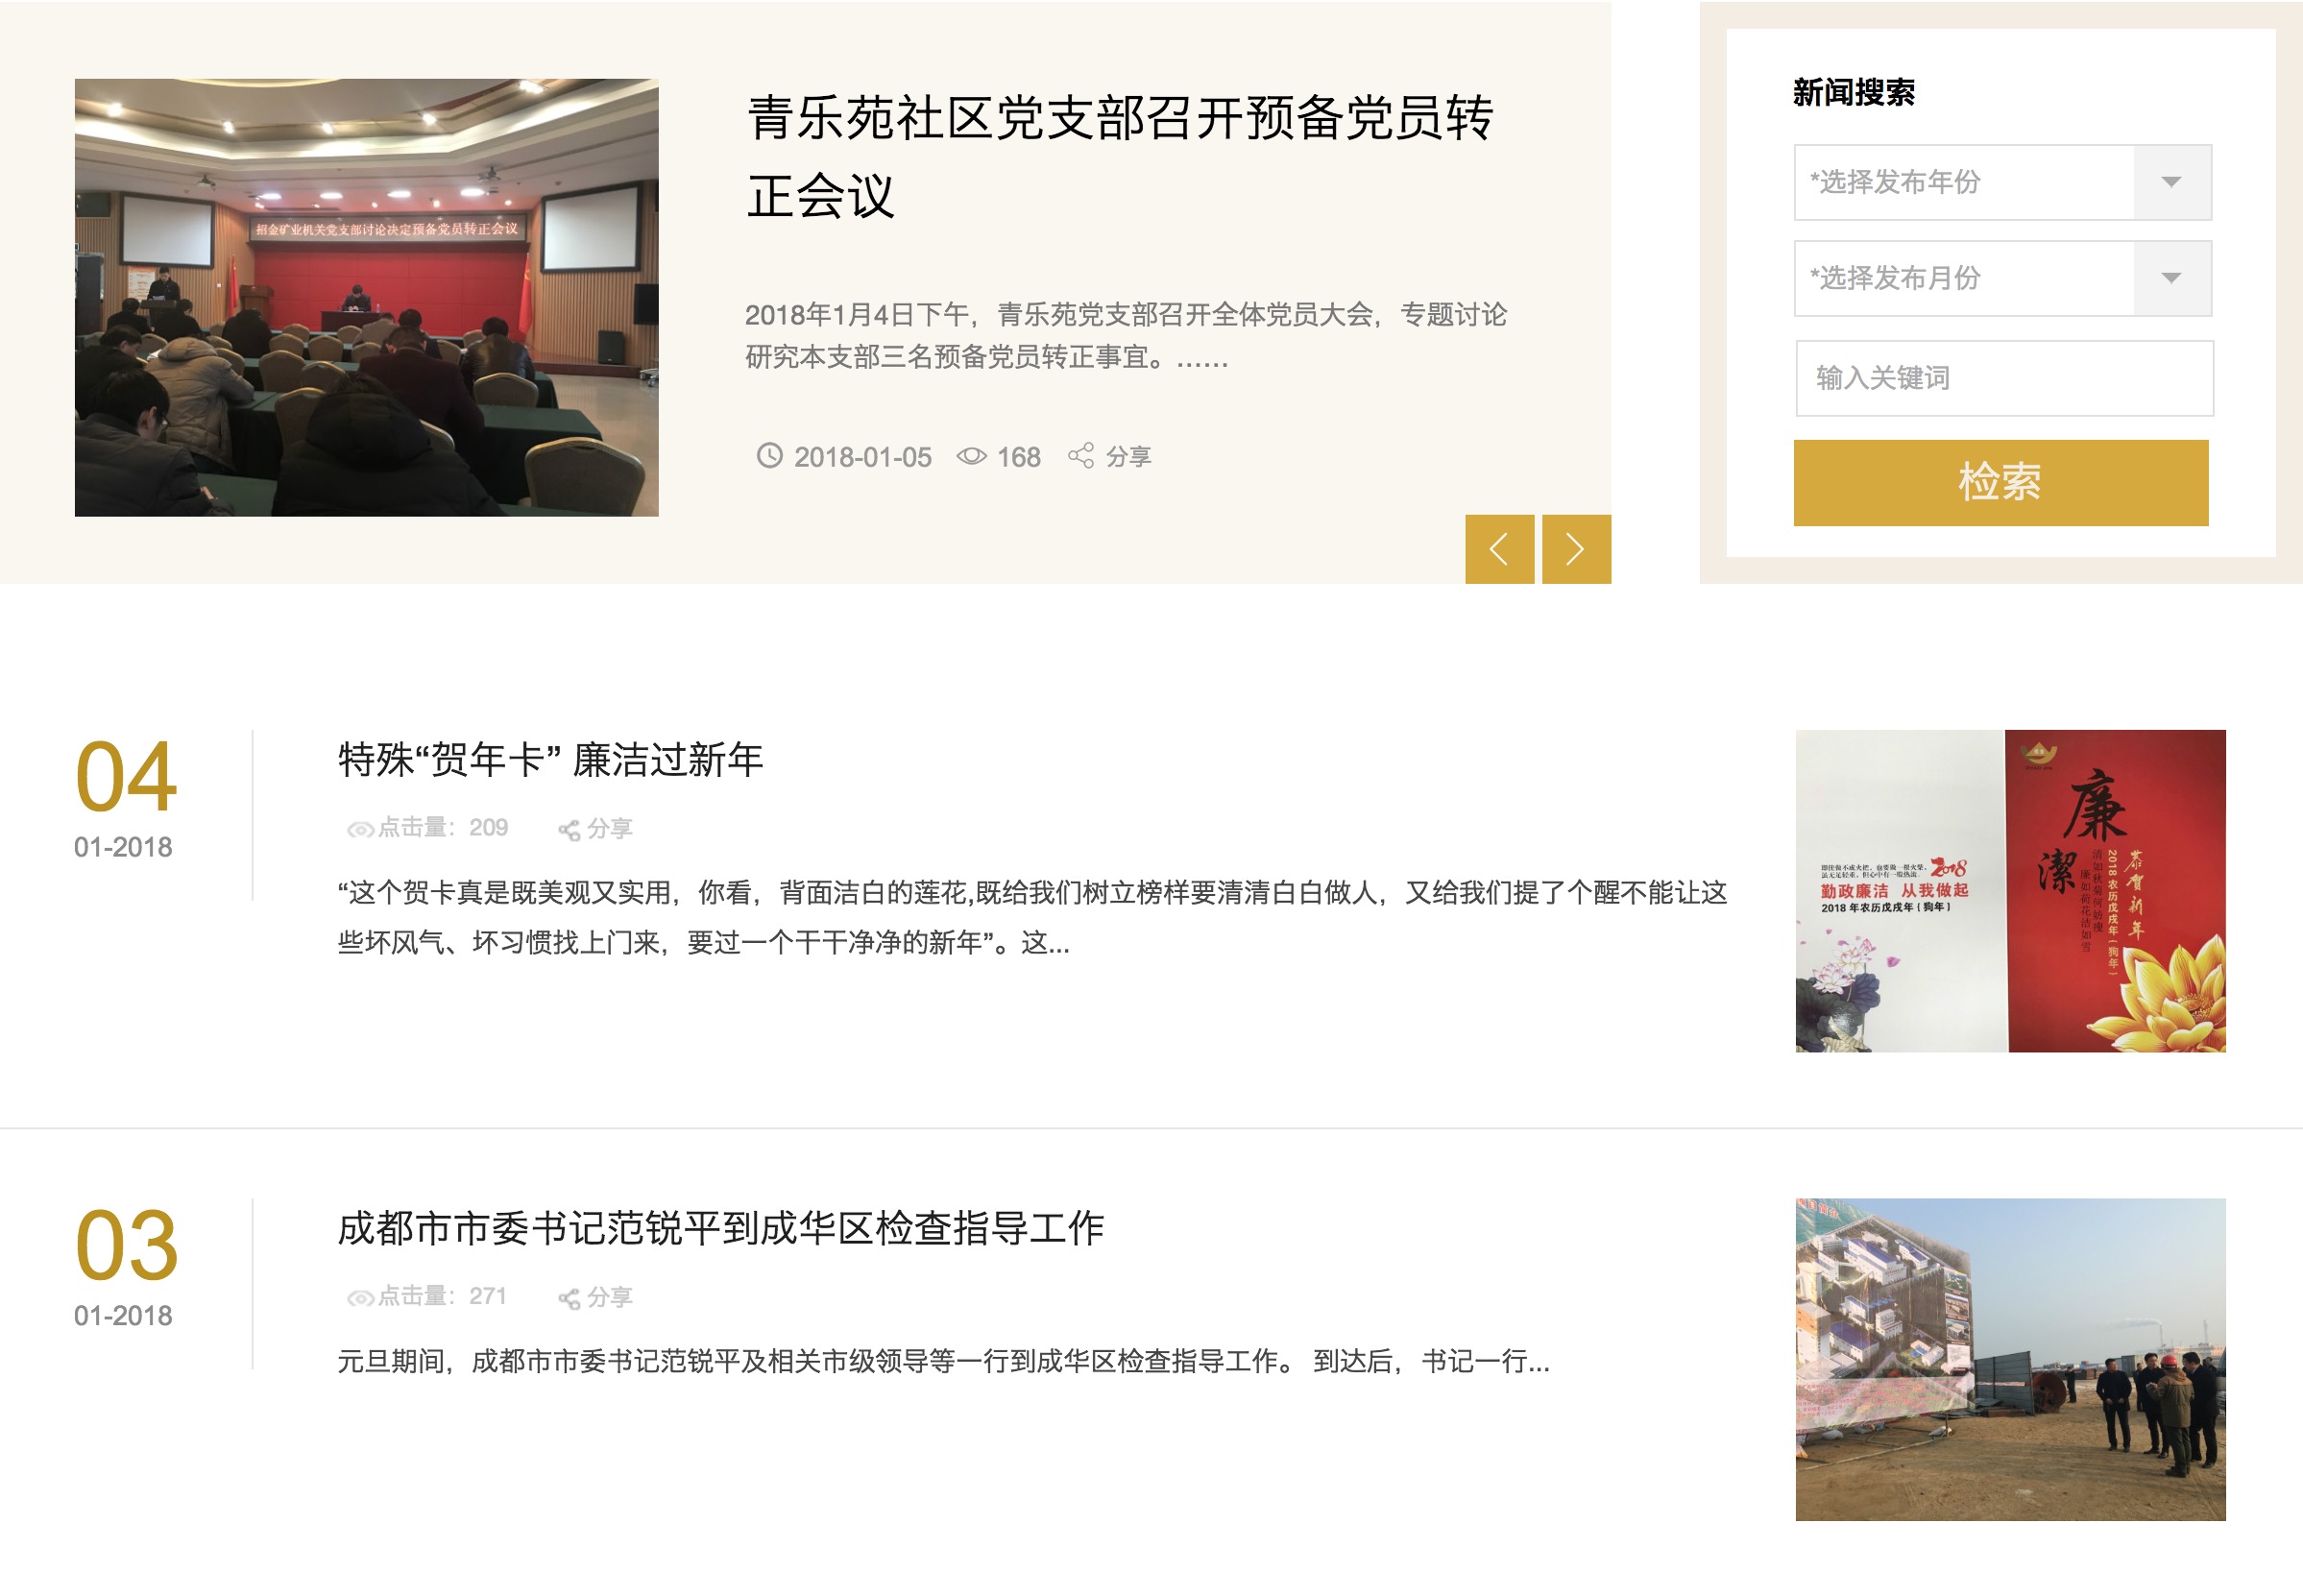 青乐苑社区党支部召开预备党员转
正会议
招金矿业机关党支部讨论决定预备党员转正会议
2018年1月4日下午，青乐苑党支部召开全体党员大会，专题讨论
研究本支部三名预备党员转正事宜。......
2018-01-05 168 分享
新闻搜索
*选择发布年份
*选择发布月份
输入关键词
检索
04
01-2018
特殊“贺年卡” 廉洁过新年
点击量：209 分享
“这个贺卡真是既美观又实用，你看，背面洁白的莲花,既给我们树立榜样要清清白白做人，又给我们提了个醒不能让这
些坏风气、坏习惯找上门来，要过一个干干净净的新年”。这...
2018
勤政廉洁 从我做起
2018 年农历戊戌年（狗年）
廉
潔
恭贺新年
2018 农历戊戌年（狗年）
03
01-2018
成都市市委书记范锐平到成华区检查指导工作
点击量：271 分享
元旦期间，成都市市委书记范锐平及相关市级领导等一行到成华区检查指导工作。 到达后，书记一行...